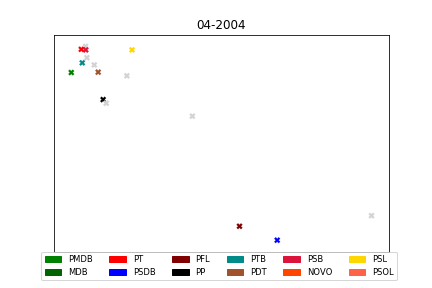 04-2004
PMDB PT PFL PTB PSB PSL
MDB PSDB PP PDT NOVO PSOL